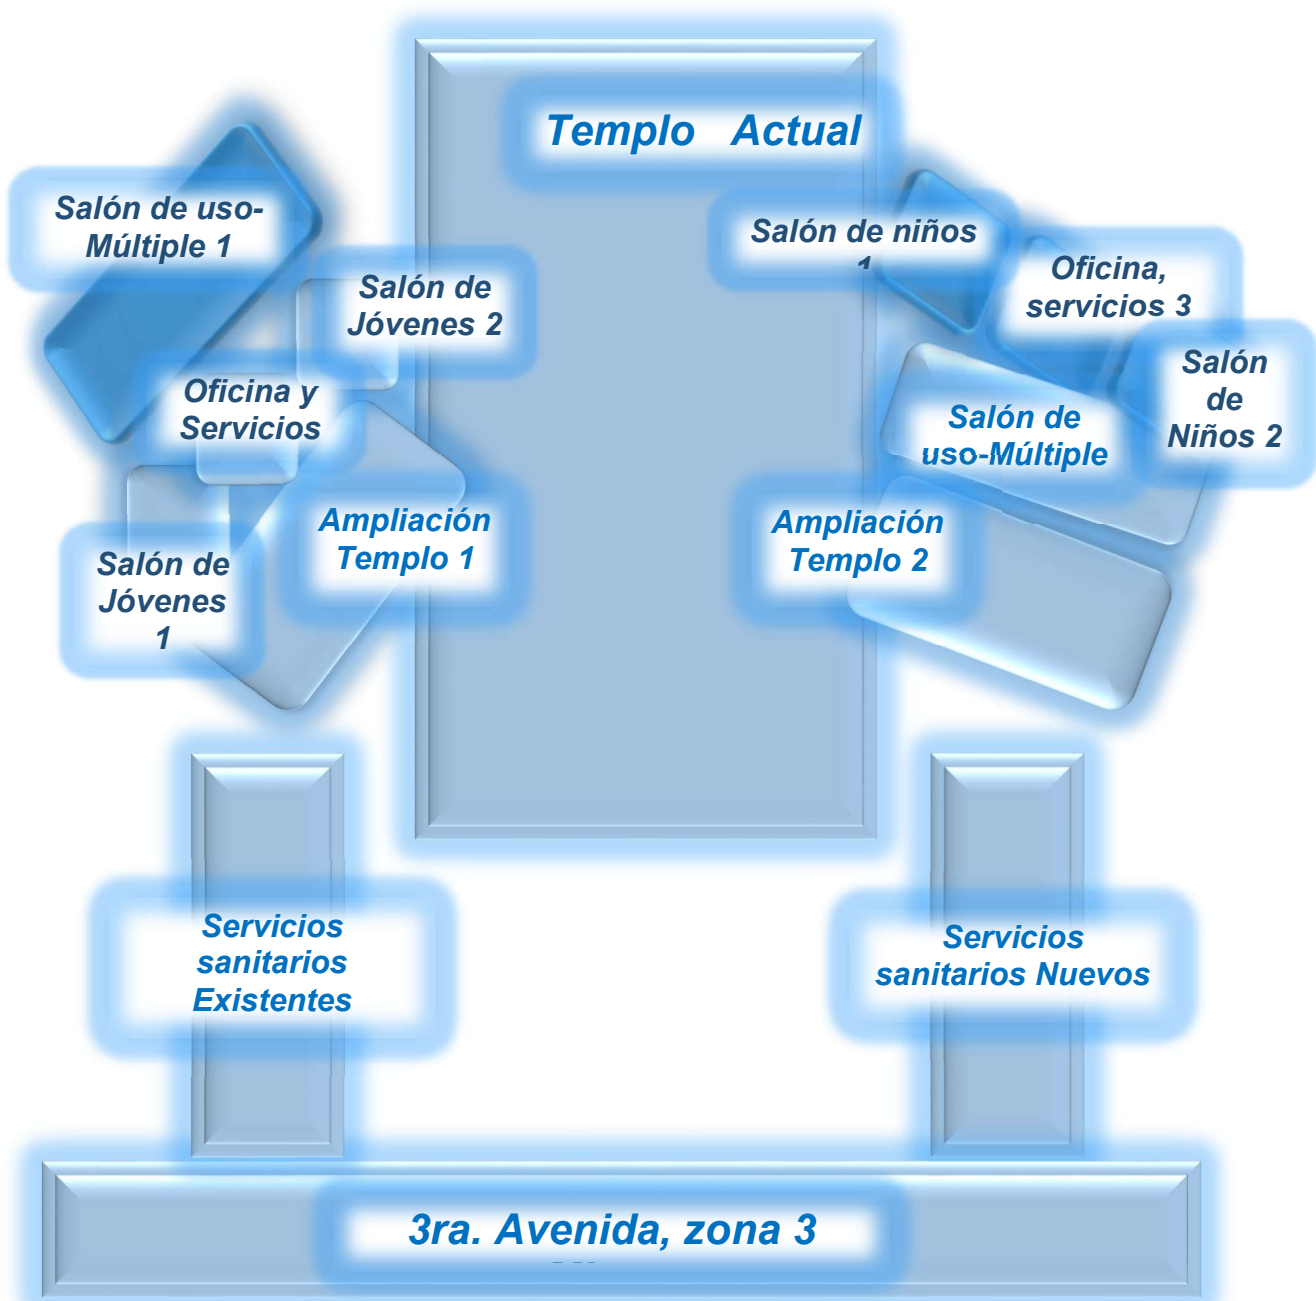 Templo Actual
Salón de uso-
Múltiple 1
Salón de niños
1
Oficina,
servicios 3
Salón de
Jóvenes 2
Salón
de
Niños 2
Oficina y
Servicios
Salón de
uso-Múltiple
Ampliación
Templo 1
Ampliación
Templo 2
Salón de
Jóvenes
1
Servicios
sanitarios
Existentes
Servicios
sanitarios Nuevos
3ra. Avenida, zona 3